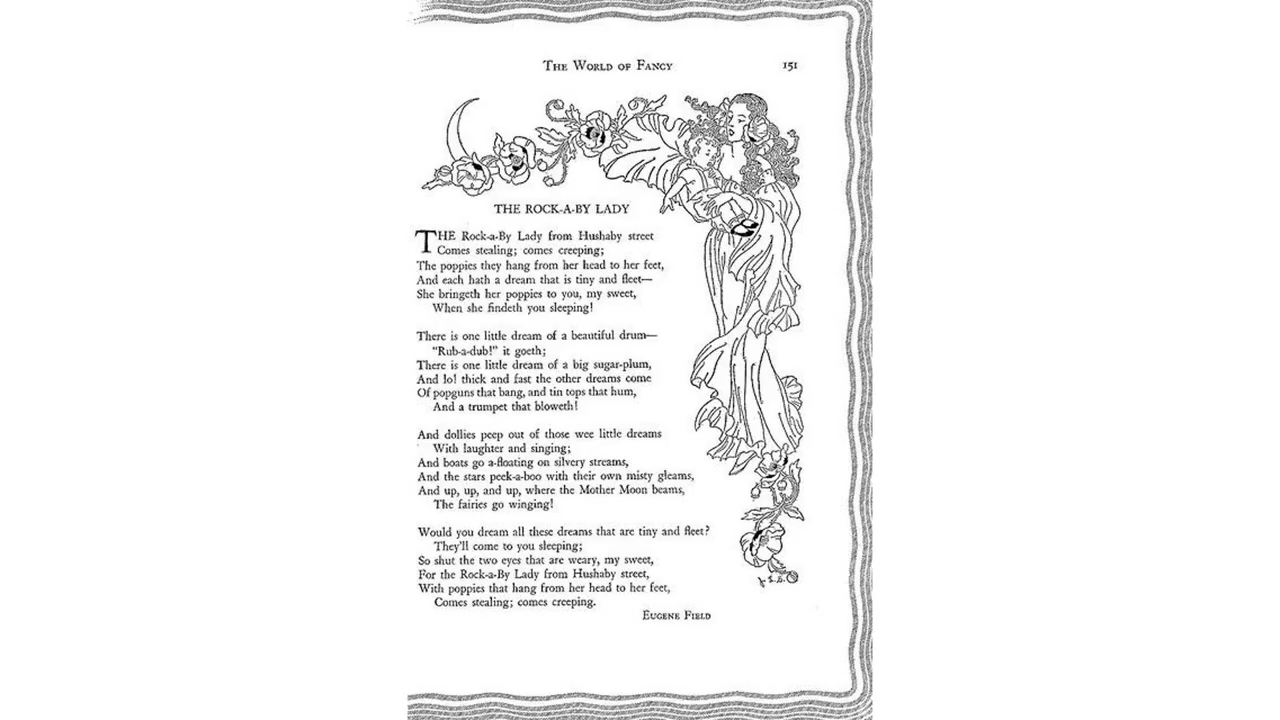 THE WORLD OF FANCY 151
THE ROCK-A-BY LADY
THE Rock-a-By Lady from Hushaby street
Comes stealing; comes creeping;
The poppies they hang from her head to her feet,
And each hath a dream that is tiny and fleet—
She bringeth her poppies to you, my sweet,
When she findeth you sleeping!
There is one little dream of a beautiful drum—
"Rub-a-dub!" it goeth;
There is one little dream of a big sugar-plum,
And lo! thick and fast the other dreams come
Of popguns that bang, and tin tops that hum,
And a trumpet that bloweth!
And dollies peep out of those wee little dreams
With laughter and singing;
And boats go a-floating on silvery streams,
And the stars peek-a-boo with their own misty gleams,
And up, up, and up, where the Mother Moon beams,
The fairies go winging!
Would you dream all these dreams that are tiny and fleet?
They'll come to you sleeping;
So shut the two eyes that are weary, my sweet,
For the Rock-a-By Lady from Hushaby street,
With poppies that hang from her head to her feet,
Comes stealing; comes creeping.
EUGENE FIELD